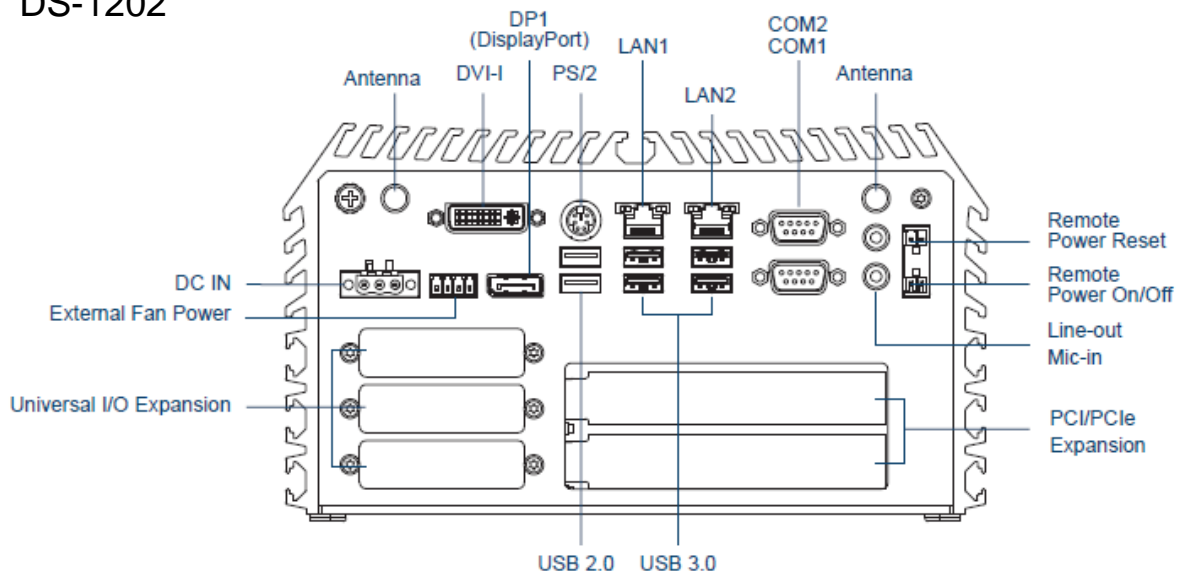 DS-1202
DP1
(DisplayPort)
COM2
COM1
LAN1
Antenna
DVI-I
PS/2
Antenna
LAN2
Remote
Power Reset
DC IN
Remote
Power On/Off
External Fan Power
Line-out
Mic-in
Universal I/O Expansion
PCI/PCIe
Expansion
USB 2.0
USB 3.0